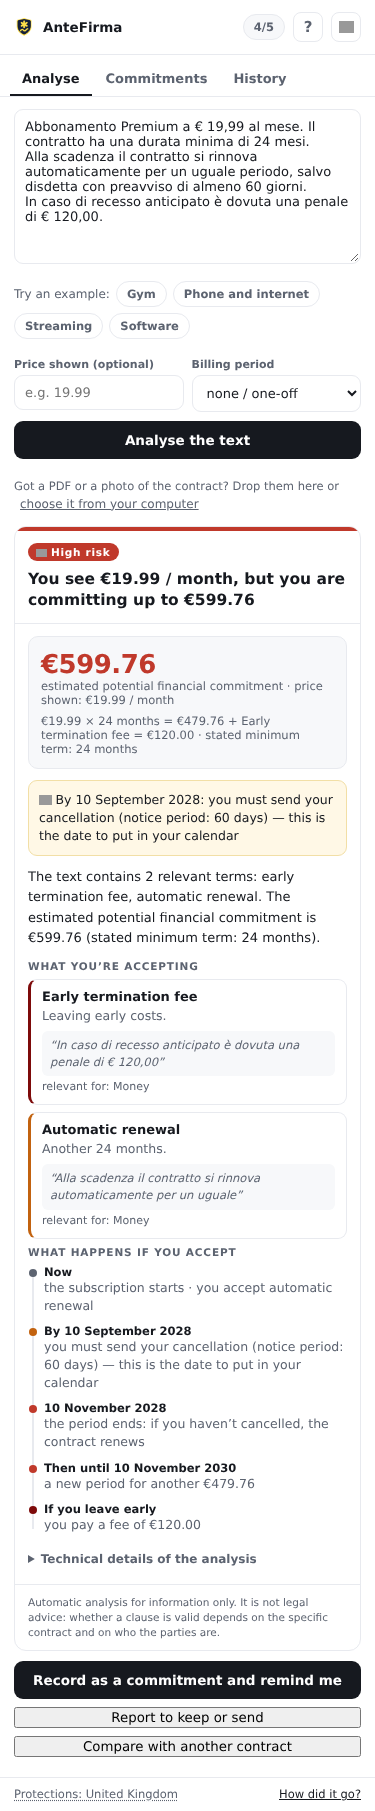 AnteFirma
4/5
?
Analyse
Commitments
History
Abbonamento Premium a € 19,99 al mese. Il
contratto ha una durata minima di 24 mesi.
Alla scadenza il contratto si rinnova
automaticamente per un uguale periodo, salvo
disdetta con preavviso di almeno 60 giorni.
In caso di recesso anticipato è dovuta una penale
di € 120,00.
Try an example:
Gym
Phone and internet
Streaming
Software
Price shown (optional)
Billing period
e.g. 19.99
none / one-off
Analyse the text
Got a PDF or a photo of the contract? Drop them here or
choose it from your computer
High risk
You see €19.99 / month, but you are
committing up to €599.76
€599.76
estimated potential financial commitment · price
shown: €19.99 / month
€19.99 × 24 months = €479.76 + Early
termination fee = €120.00 · stated minimum
term: 24 months
By 10 September 2028: you must send your
cancellation (notice period: 60 days) — this is
the date to put in your calendar
The text contains 2 relevant terms: early
termination fee, automatic renewal. The
estimated potential financial commitment is
€599.76 (stated minimum term: 24 months).
WHAT YOU’RE ACCEPTING
Early termination fee
Leaving early costs.
“In caso di recesso anticipato è dovuta una
penale di € 120,00”
relevant for: Money
Automatic renewal
Another 24 months.
“Alla scadenza il contratto si rinnova
automaticamente per un uguale”
relevant for: Money
WHAT HAPPENS IF YOU ACCEPT
Now
the subscription starts · you accept automatic
renewal
By 10 September 2028
you must send your cancellation (notice period:
60 days) — this is the date to put in your
calendar
10 November 2028
the period ends: if you haven’t cancelled, the
contract renews
Then until 10 November 2030
a new period for another €479.76
If you leave early
you pay a fee of €120.00
Technical details of the analysis
Automatic analysis for information only. It is not legal
advice: whether a clause is valid depends on the specific
contract and on who the parties are.
Record as a commitment and remind me
Report to keep or send
Compare with another contract
Protections: United Kingdom
How did it go?